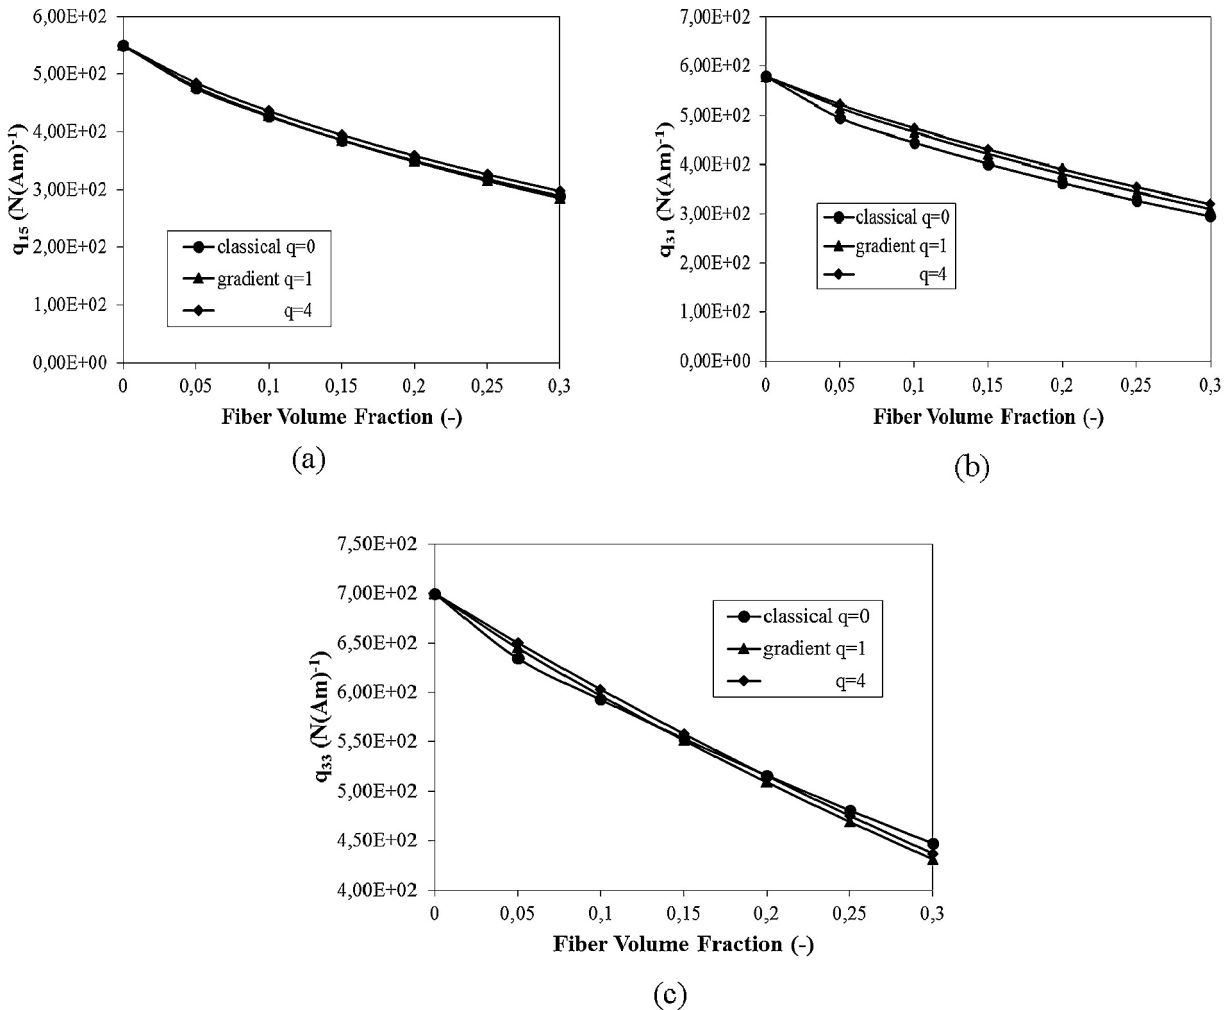 6,00E+02
5,00E+02
4,00E+02
3,00E+02
2,00E+02
1,00E+02
0,00E+00
q15 (N(Am)-1)
classical q=0
gradient q=1
q=4
0 0,05 0,1 0,15 0,2 0,25 0,3
Fiber Volume Fraction (-)
(a)
7,00E+02
6,00E+02
5,00E+02
4,00E+02
3,00E+02
2,00E+02
1,00E+02
0,00E+00
q31 (N(Am)-1)
classical q=0
gradient q=1
q=4
0 0,05 0,1 0,15 0,2 0,25 0,3
Fiber Volume Fraction (-)
(b)
7,50E+02
7,00E+02
6,50E+02
6,00E+02
5,50E+02
5,00E+02
4,50E+02
4,00E+02
q33 (N(Am)-1)
classical q=0
gradient q=1
q=4
0 0,05 0,1 0,15 0,2 0,25 0,3
Fiber Volume Fraction (-)
(c)